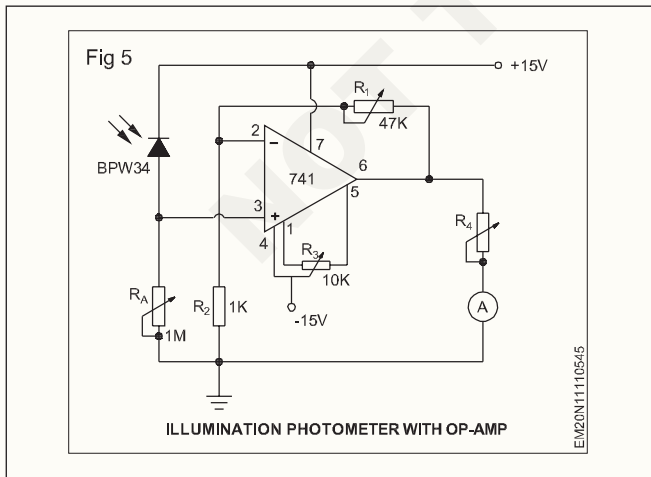 Fig 5
+15V
R1
47K
2
7
BPW34
741
6
5
3
+
1
4
R3
10K
R4
RA
1M
R2
1K
-15V
A
ILLUMINATION PHOTOMETER WITH OP-AMP
EM20N11110545
NOT T